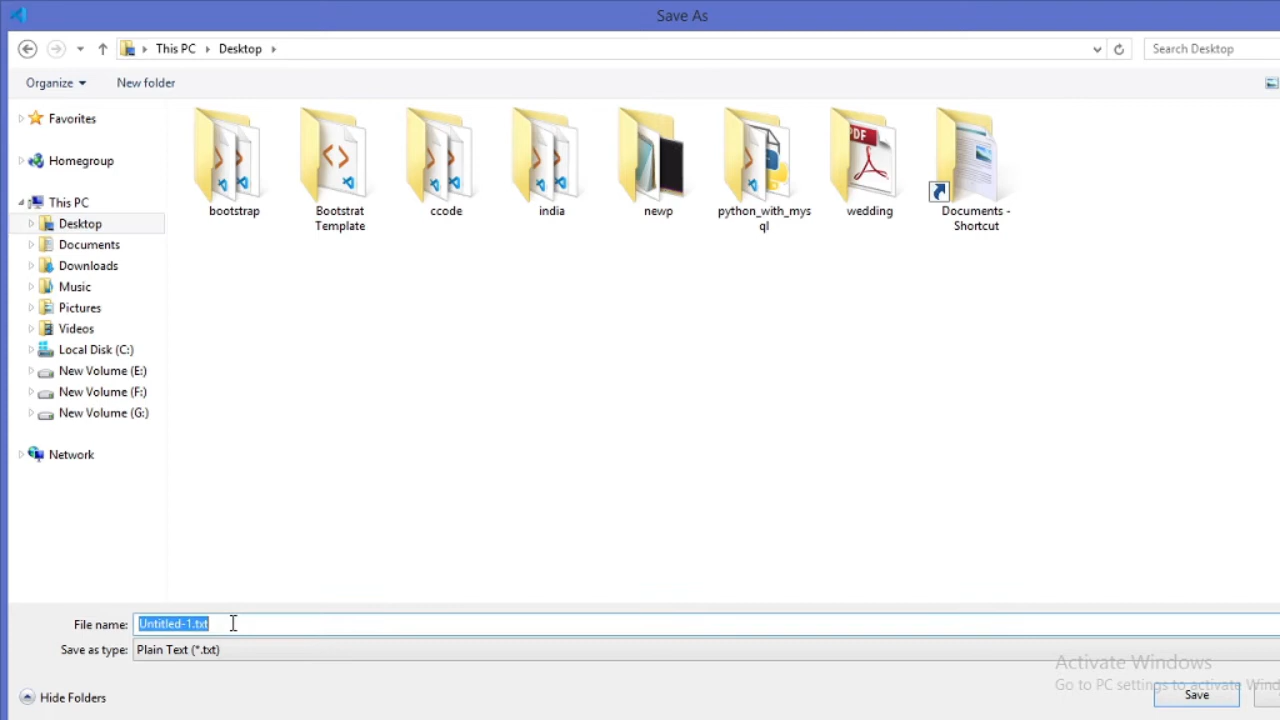 Save As
This PC
Desktop
Search Desktop
Organize
New folder
Favorites
Homegroup
This PC
Desktop
Documents
Downloads
Music
Pictures
Videos
Local Disk (C:)
New Volume (E:)
New Volume (F:)
New Volume (G:)
Network
bootstrap
Bootstrat
Template
ccode
india
newp
python_with_mys
ql
wedding
Documents -
Shortcut
PDF
File name: Untitled-1.txt
Save as type: Plain Text (*.txt)
Activate Windows
Go to PC settings to activate Wind
Hide Folders
Save